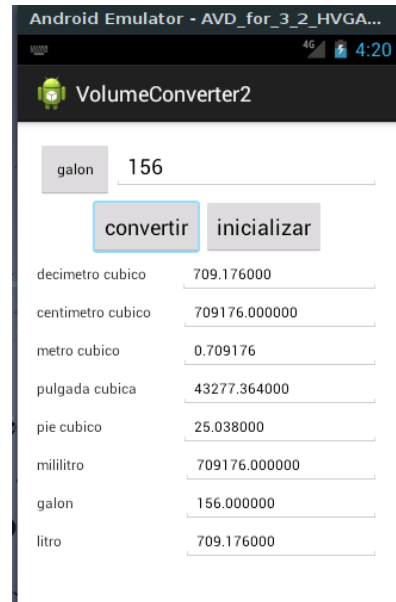 Android Emulator - AVD_for_3_2_HVGA...
4G 4:20
VolumeConverter2
galon 156
convertir inicializar
decimetro cubico 709.176000
centimetro cubico 709176.000000
metro cubico 0.709176
pulgada cubica 43277.364000
pie cubico 25.038000
mililitro 709176.000000
galon 156.000000
litro 709.176000